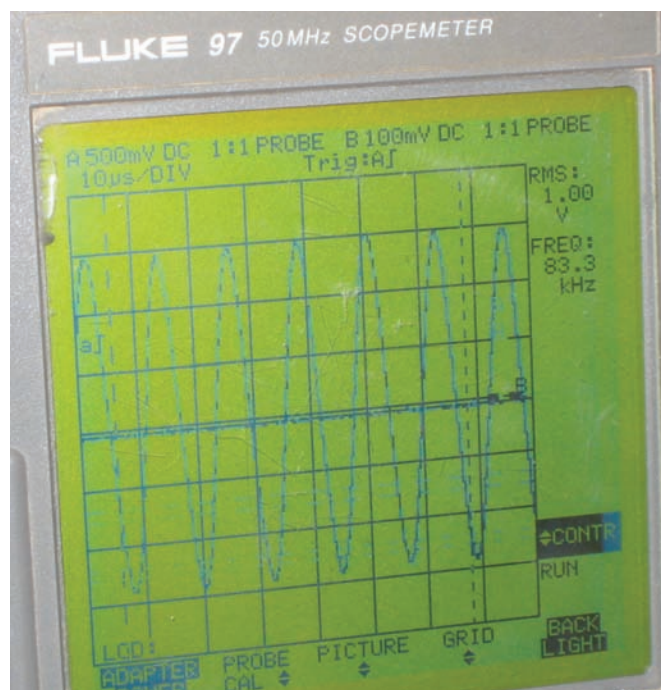 FLUKE 97 50MHz SCOPEMETER
A 500mV DC 1:1 PROBE B 100mV DC 1:1 PROBE
10µs/DIV Trig:A∫
RMS:
1.00
V
FREQ:
83.3
kHz
a∫
B
CONTR
RUN
LCD:
ADAPTER PROBE PICTURE GRID BACK
CAL LIGHT